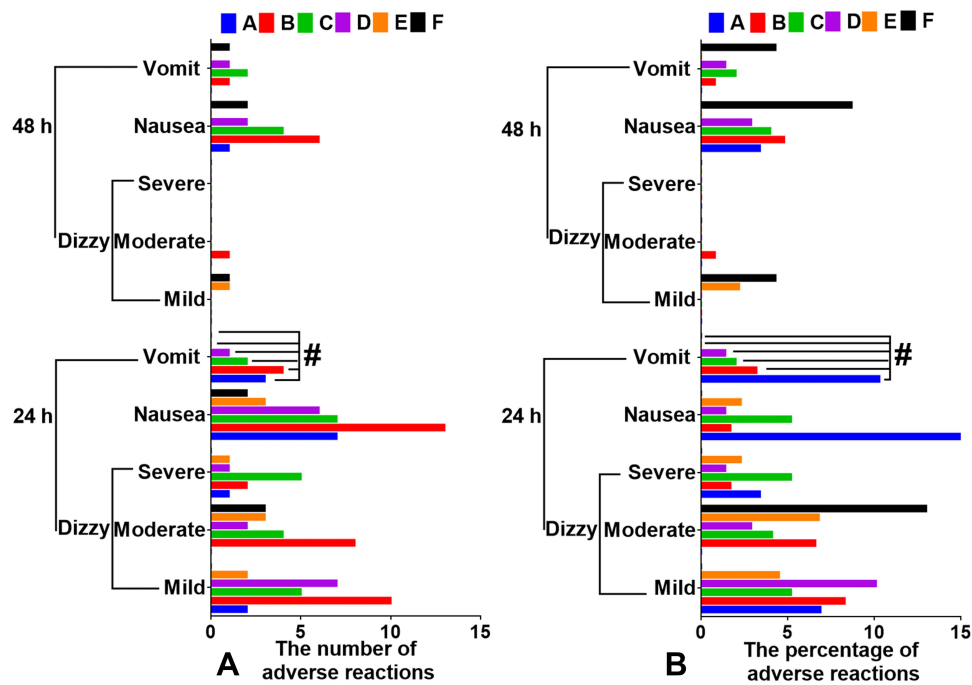 A B C D E F
Vomit
48 h
Nausea
Severe
Dizzy Moderate
Mild
Vomit #
24 h
Nausea
Severe
Dizzy Moderate
Mild
0 5 10 15
The number of
adverse reactions
A
A B C D E F
Vomit
48 h
Nausea
Severe
Dizzy Moderate
Mild
Vomit #
24 h
Nausea
Severe
Dizzy Moderate
Mild
0 5 10 15
The percentage of
adverse reactions
B